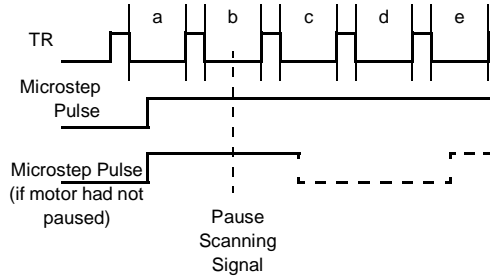 a b c d e
TR
Microstep
Pulse
Microstep Pulse
(if motor had not
paused)
Pause
Scanning
Signal